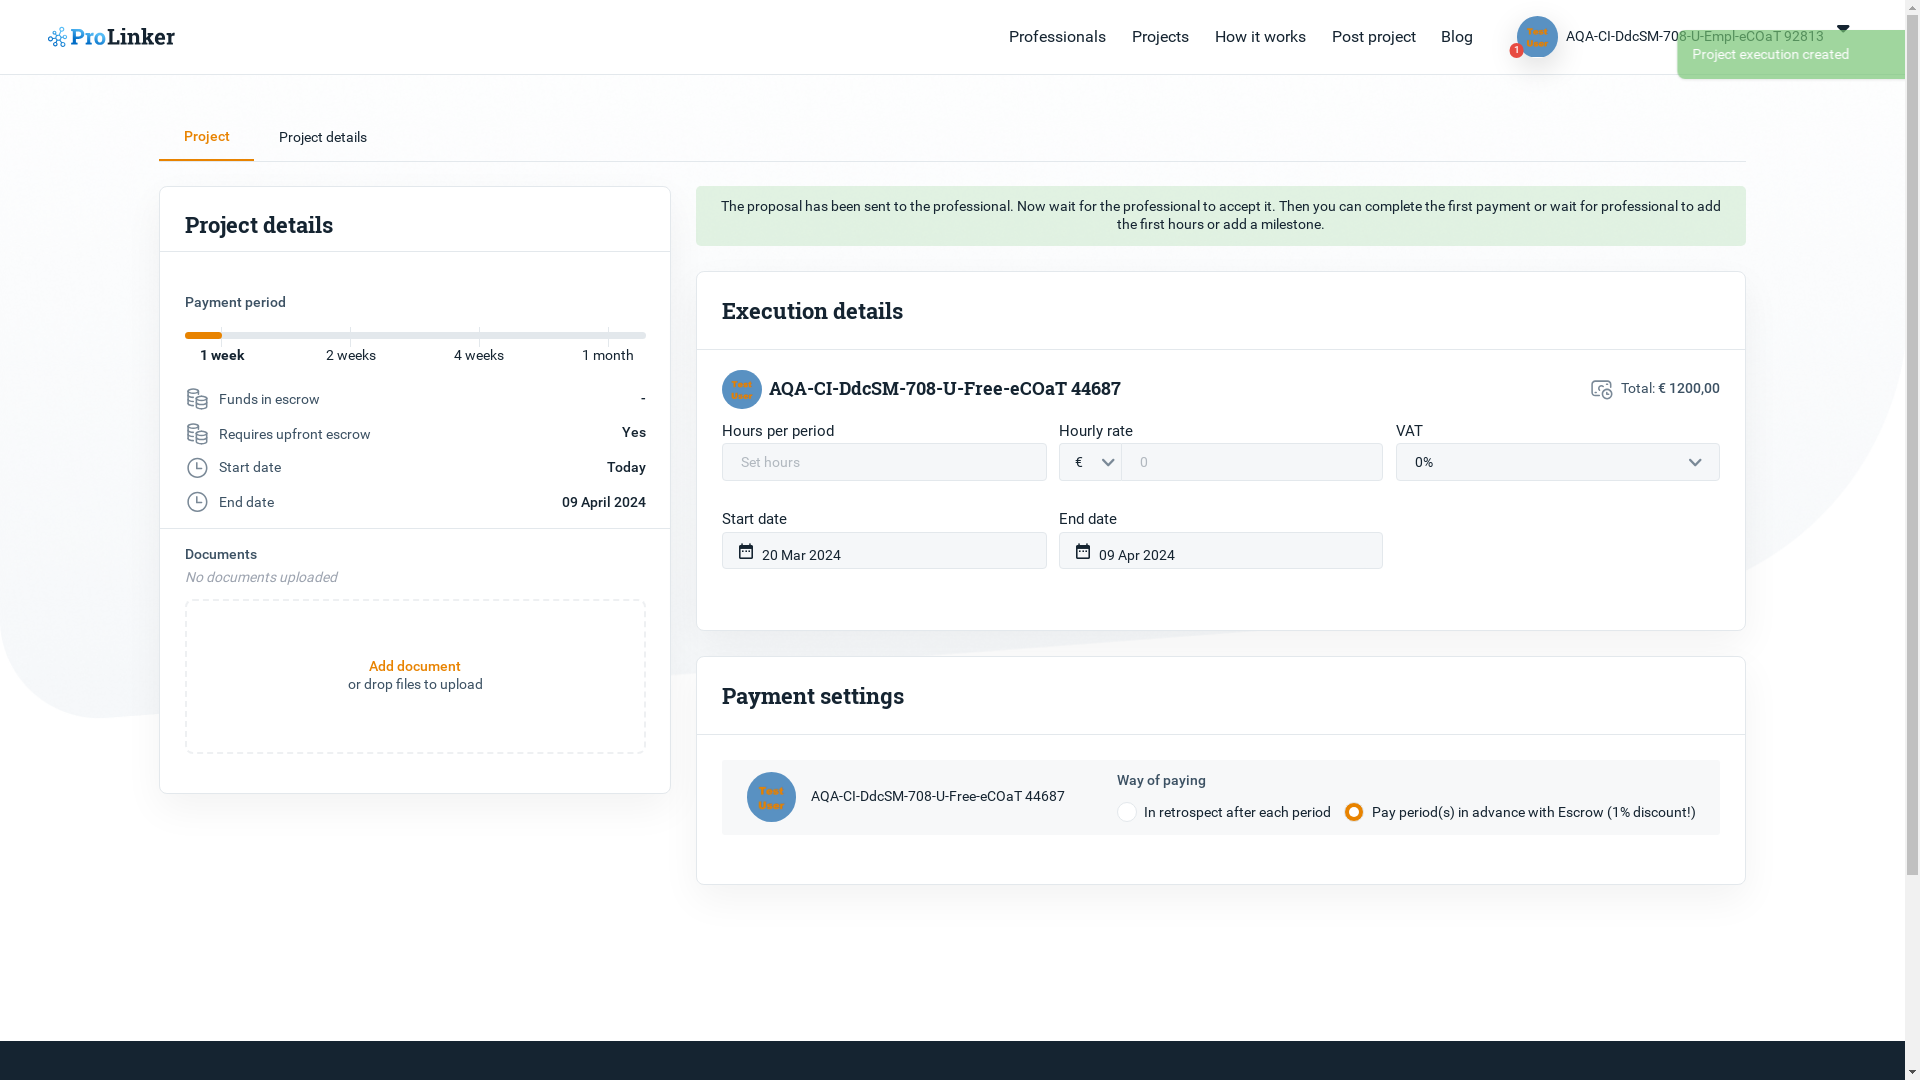 ProLinker
Professionals
Projects
How it works
Post project
Blog
Test
User
1
AQA-CI-DdcSM-708-U-Empl-eCOaT 92813
Project execution created
Project
Project details
Project details
Payment period
1 week
2 weeks
4 weeks
1 month
Funds in escrow
-
Requires upfront escrow
Yes
Start date
Today
End date
09 April 2024
Documents
No documents uploaded
Add document
or drop files to upload
The proposal has been sent to the professional. Now wait for the professional to accept it. Then you can complete the first payment or wait for professional to add
the first hours or add a milestone.
Execution details
Test
User
AQA-CI-DdcSM-708-U-Free-eCOaT 44687
Total: € 1200,00
Hours per period
Hourly rate
VAT
Set hours
€
0
0%
Start date
End date
20 Mar 2024
09 Apr 2024
Payment settings
Test
User
AQA-CI-DdcSM-708-U-Free-eCOaT 44687
Way of paying
In retrospect after each period
Pay period(s) in advance with Escrow (1% discount!)